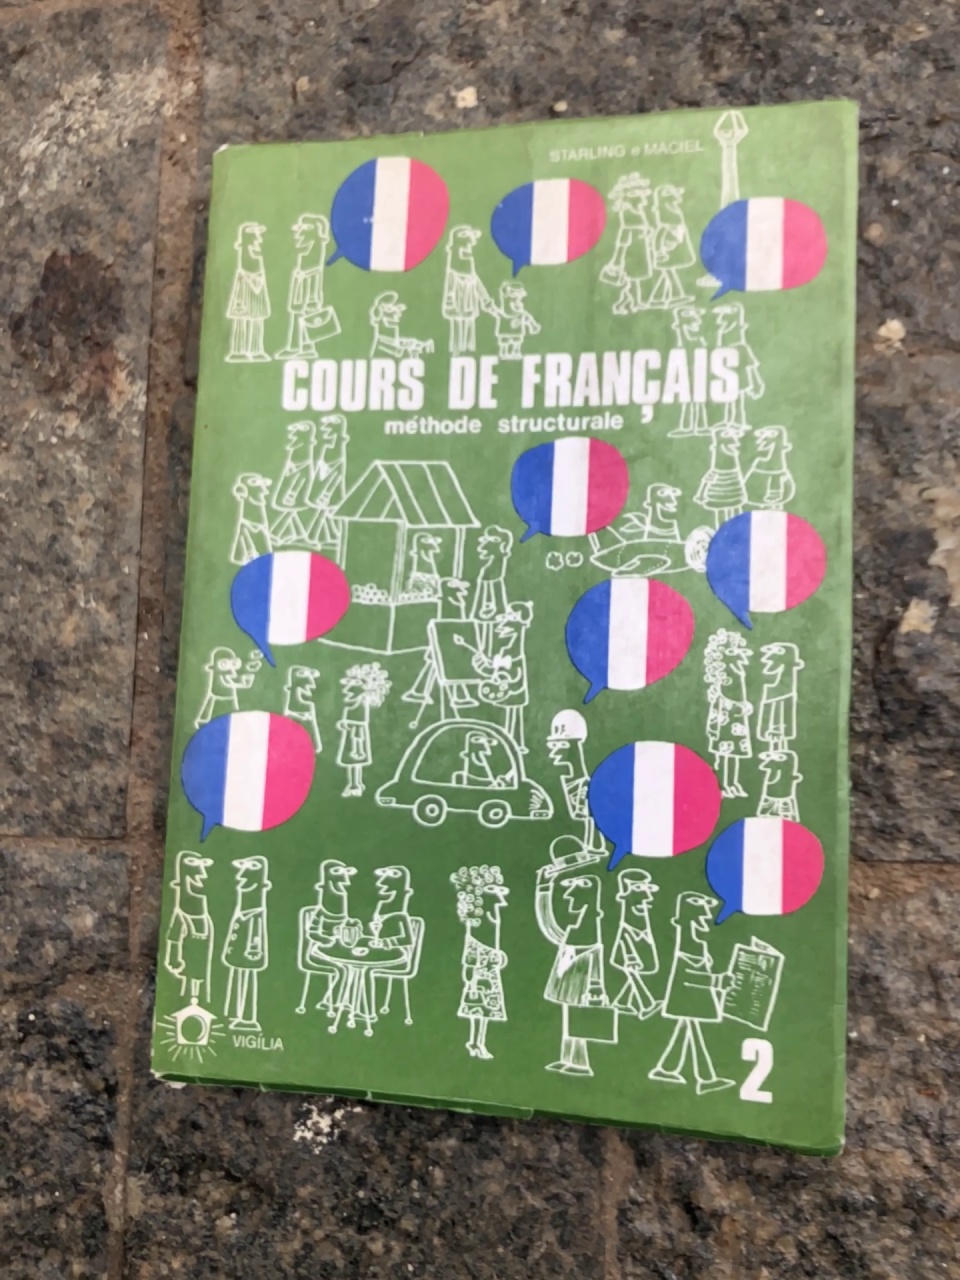 STARLING e MACIEL
COURS DE FRANÇAIS
méthode structurale
VIGÍLIA
2